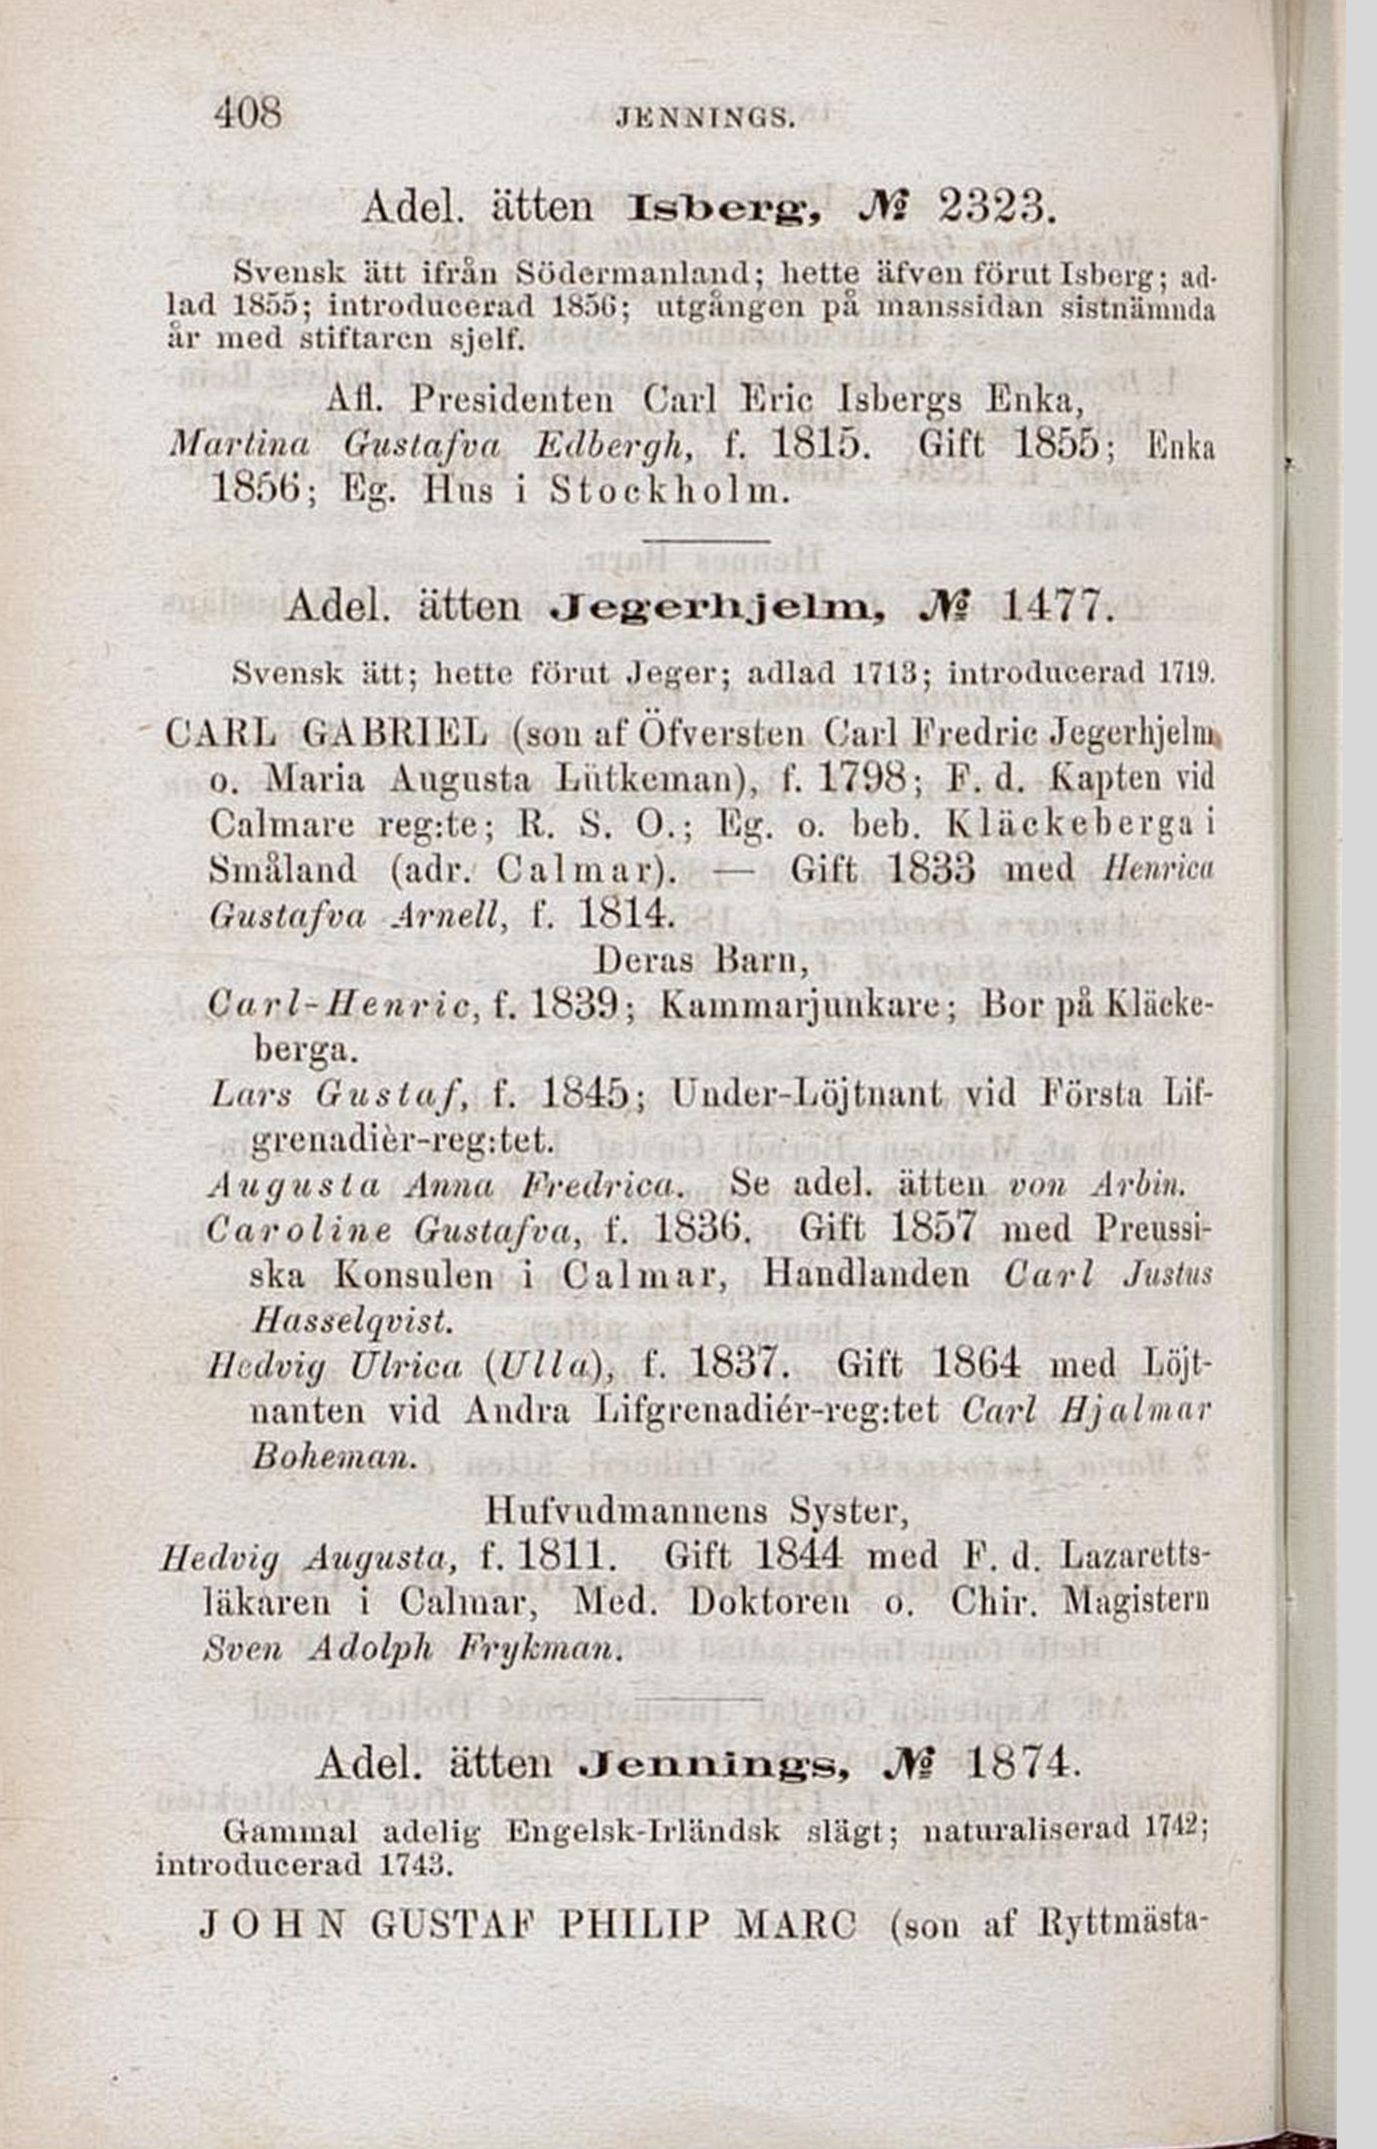 408 JENNINGS.
Adel. ätten Isberg, № 2323.
Svensk ätt ifrån Södermanland; hette äfven förut Isberg; ad-
lad 1855; introducerad 1856; utgången på manssidan sistnämnda
år med stiftaren sjelf.
Afl. Presidenten Carl Eric Isbergs Enka,
Martina Gustafva Edbergh, f. 1815. Gift 1855; Enka
1856; Eg. Hus i Stockholm.
Adel. ätten Jegerhjelm, № 1477.
Svensk ätt; hette förut Jeger; adlad 1713; introducerad 1719.
CARL GABRIEL (son af Öfversten Carl Fredric Jegerhjelm
o. Maria Augusta Lütkeman), f. 1798; F. d. Kapten vid
Calmare reg:te; R. S. O.; Eg. o. beb. Kläckeberga i
Småland (adr. Calmar). — Gift 1833 med Henrica
Gustafva Arnell, f. 1814.
Deras Barn,
Carl-Henric, f. 1839; Kammarjunkare; Bor på Kläcke-
berga.
Lars Gustaf, f. 1845; Under-Löjtnant vid Första Lif-
grenadièr-reg:tet.
Augusta Anna Fredrica. Se adel. ätten von Arbin.
Caroline Gustafva, f. 1836. Gift 1857 med Preussi-
ska Konsulen i Calmar, Handlanden Carl Justus
Hasselqvist.
Hedvig Ulrica (Ulla), f. 1837. Gift 1864 med Löjt-
nanten vid Andra Lifgrenadiér-reg:tet Carl Hjalmar
Boheman.
Hufvudmannens Syster,
Hedvig Augusta, f. 1811. Gift 1844 med F. d. Lazaretts-
läkaren i Calmar, Med. Doktoren o. Chir. Magistern
Sven Adolph Frykman.
Adel. ätten Jennings, № 1874.
Gammal adelig Engelsk-Irländsk slägt; naturaliserad 1742;
introducerad 1743.
JOHN GUSTAF PHILIP MARC (son af Ryttmästa-